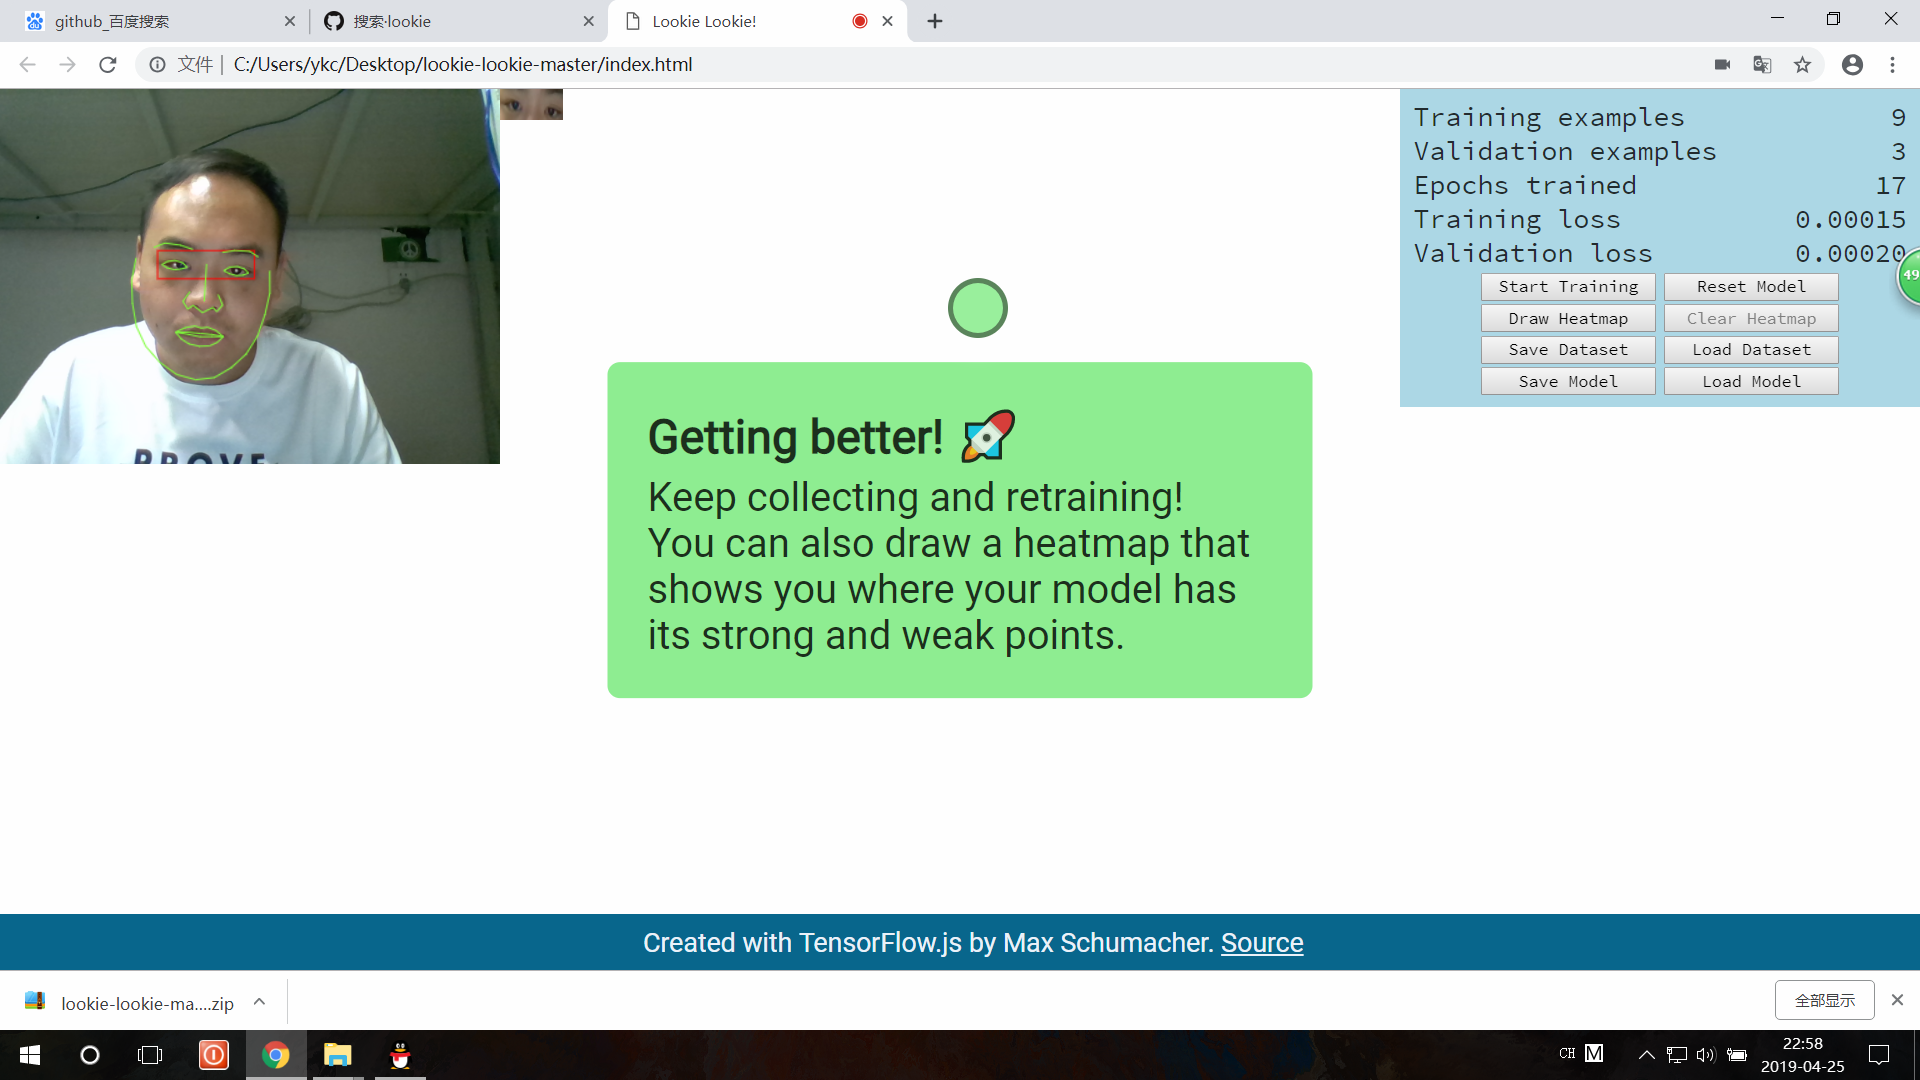 github_百度搜索
搜索·lookie
Lookie Lookie!
文件 | C:/Users/ykc/Desktop/lookie-lookie-master/index.html
Training examples 9
Validation examples 3
Epochs trained 17
Training loss 0.00015
Validation loss 0.00020
49
Start Training Reset Model
Draw Heatmap Clear Heatmap
Save Dataset Load Dataset
Save Model Load Model
PROVE
Getting better! 🚀
Keep collecting and retraining!
You can also draw a heatmap that
shows you where your model has
its strong and weak points.
Created with TensorFlow.js by Max Schumacher. Source
lookie-lookie-ma....zip
全部显示
CH M
22:58
2019-04-25